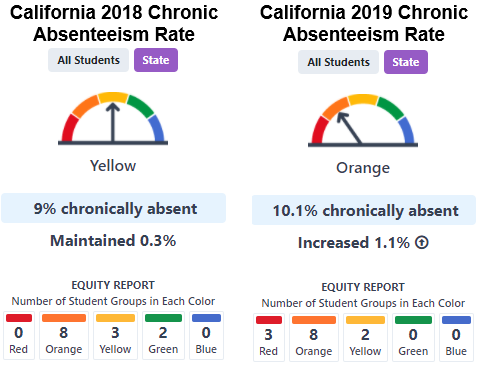 California 2018 Chronic
Absenteeism Rate
All Students
State
Yellow
9% chronically absent
Maintained 0.3%
EQUITY REPORT
Number of Student Groups in Each Color
0 8 3 2 0
Red Orange Yellow Green Blue
California 2019 Chronic
Absenteeism Rate
All Students
State
Orange
10.1% chronically absent
Increased 1.1%
EQUITY REPORT
Number of Student Groups in Each Color
3 8 2 0 0
Red Orange Yellow Green Blue